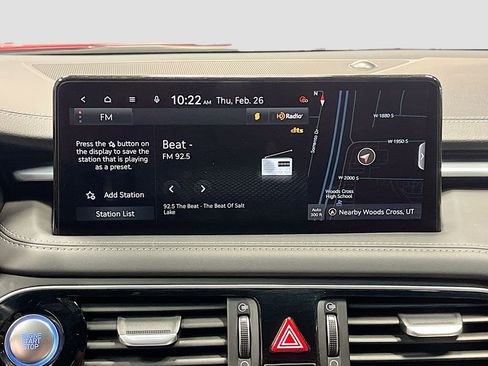 10:22 AM Thu, Feb. 26
FM
HD Radio
dts
Press the button
on the display to save
the station that is playing
as a preset.
Add Station
Station List
Beat -
FM 92.5
92.5 The Beat - The Beat Of Salt
Lake
N
Sorrento Dr
W 1880 S
W 1950 S
W 2000 S
Woods Cross
High School
Auto
300 ft
Nearby Woods Cross, UT
ENGINE
START
STOP